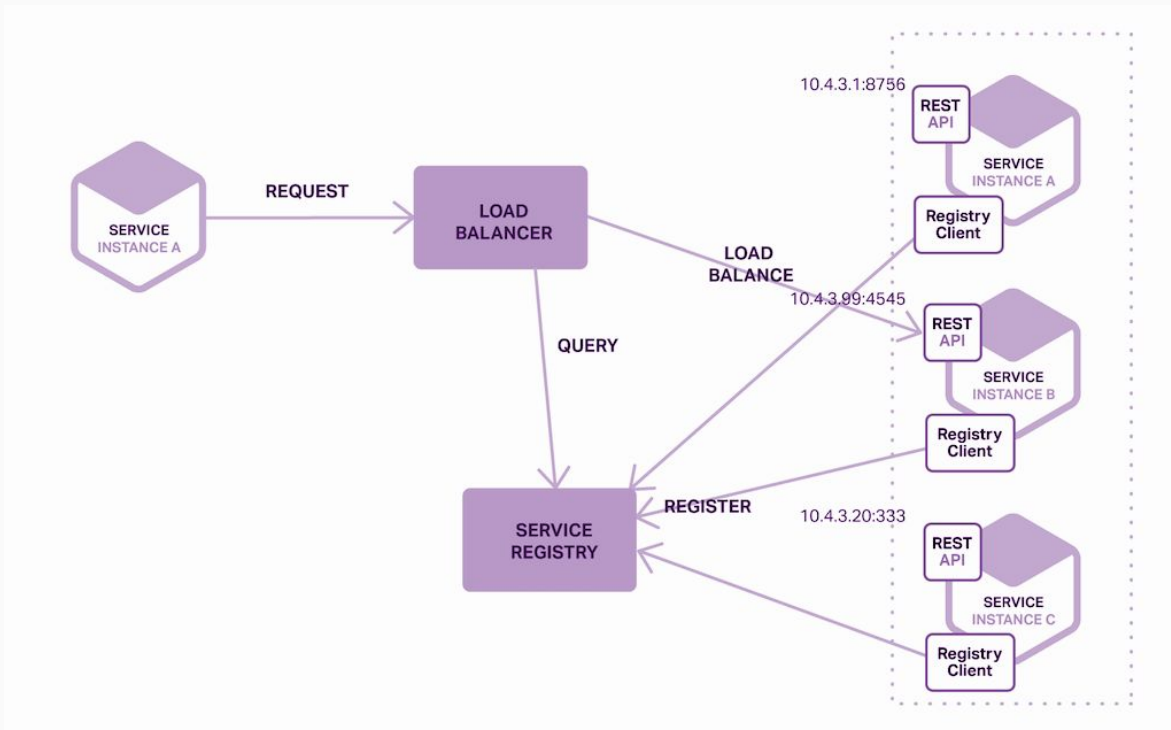 SERVICE
INSTANCE A
REQUEST
LOAD
BALANCER
QUERY
SERVICE
REGISTRY
LOAD
BALANCE
REGISTER
10.4.3.1:8756
REST
API
SERVICE
INSTANCE A
Registry
Client
10.4.3.99:4545
REST
API
SERVICE
INSTANCE B
Registry
Client
10.4.3.20:333
REST
API
SERVICE
INSTANCE C
Registry
Client